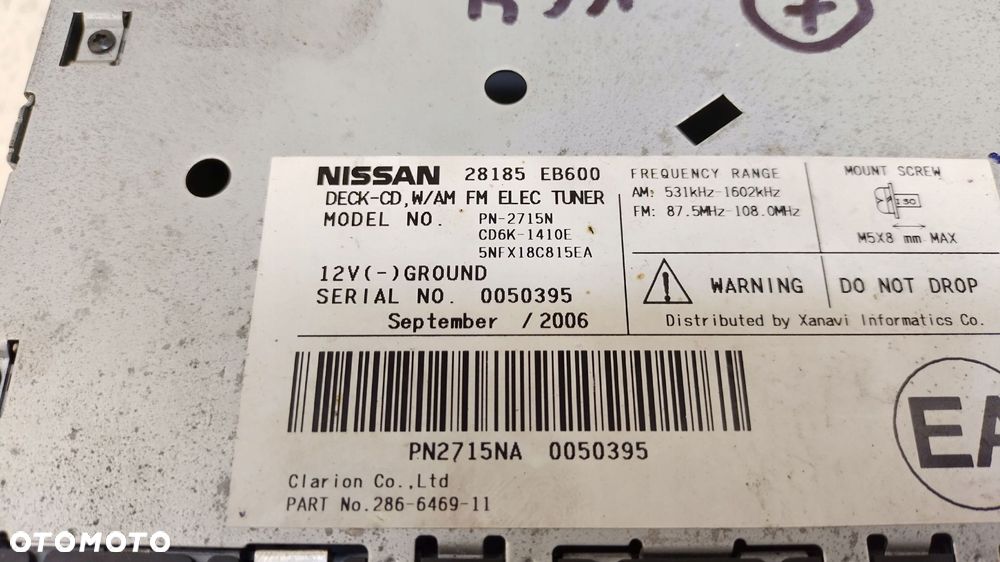 NISSAN 28185 EB600
DECK-CD,W/AM FM ELEC TUNER
MODEL NO. PN-2715N
CD6K-1410E
5NFX18C815EA
12V(-)GROUND
SERIAL NO. 0050395
September /2006
FREQUENCY RANGE
AM: 531kHz-1602kHz
FM: 87.5MHz-108.0MHz
MOUNT SCREW
ISO
M5X8 mm MAX
WARNING
DO NOT DROP
Distributed by Xanavi Informatics Co.
PN2715NA 0050395
Clarion Co.,Ltd
PART No.286-6469-11
EA
OTOMOTO